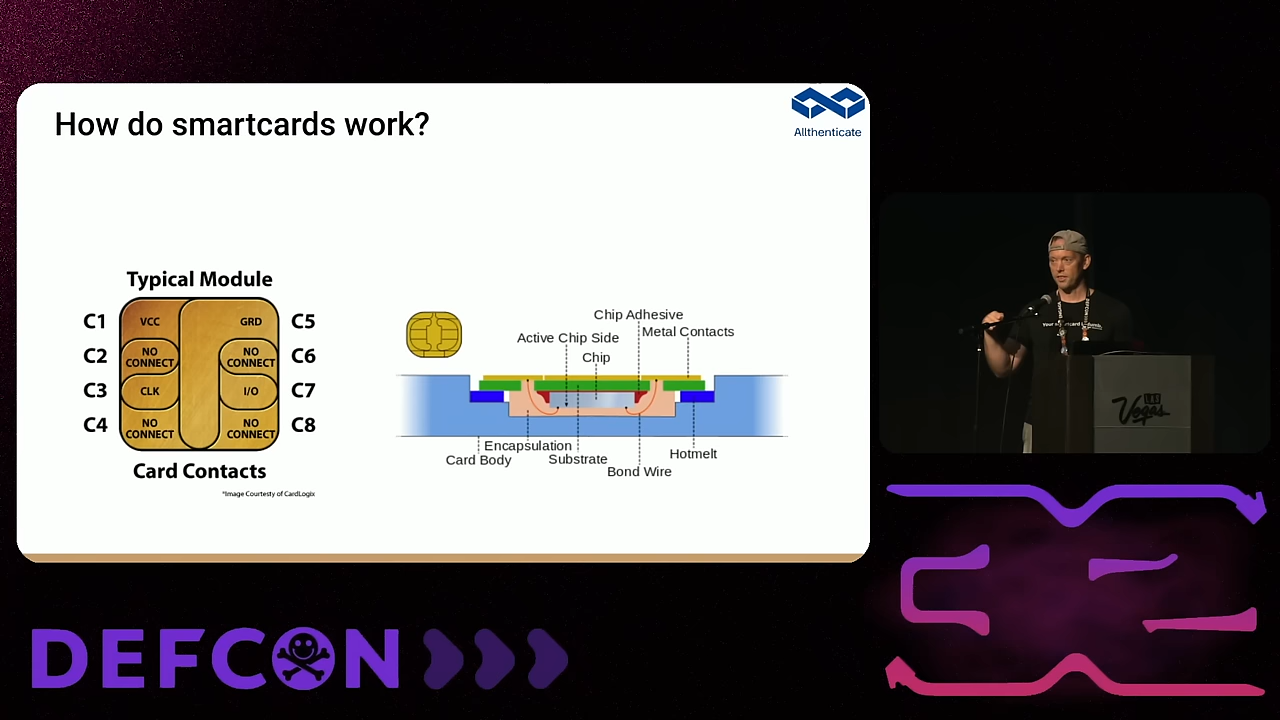 How do smartcards work?
Allthenticate
Typical Module
C1
VCC
GRD
C5
C2
NO CONNECT
NO CONNECT
C6
C3
CLK
I/O
C7
C4
NO CONNECT
NO CONNECT
C8
Card Contacts
*Image Courtesy of CardLogix
Chip Adhesive
Metal Contacts
Active Chip Side
Chip
Encapsulation
Card Body
Substrate
Hotmelt
Bond Wire
LAS
Vegas
DEFCON